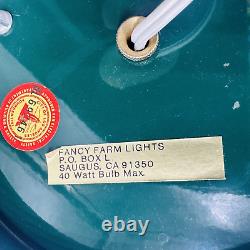 FANCY FARM LIGHTS
P.O. BOX L
SAUGUS, CA 91350
40 Watt Bulb Max.